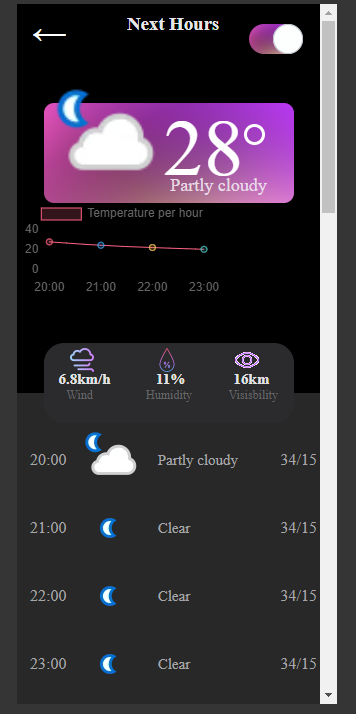 Next Hours
28°
Partly cloudy
Temperature per hour
40
20
0
20:00 21:00 22:00 23:00
%
6.8km/h 11% 16km
Wind Humidity Visisbility
20:00 Partly cloudy 34/15
21:00 Clear 34/15
22:00 Clear 34/15
23:00 Clear 34/15